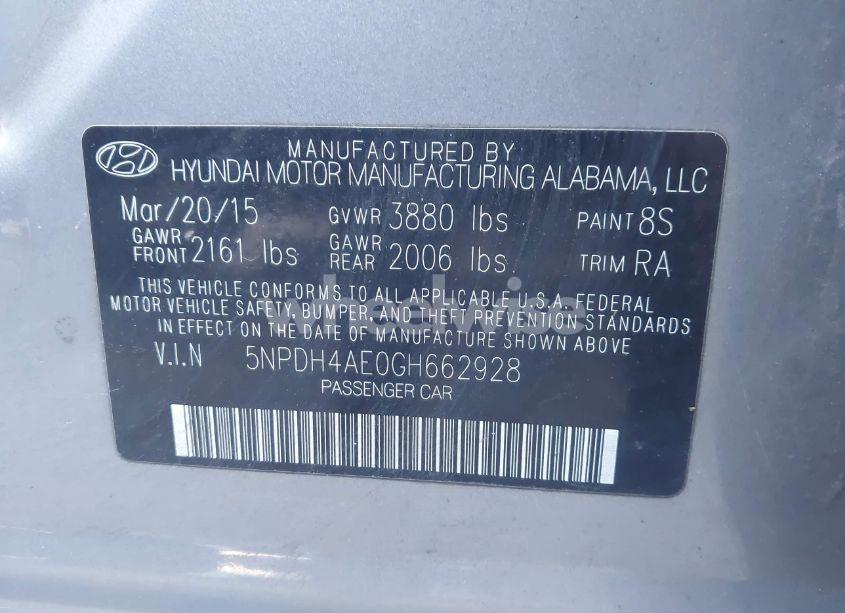 MANUFACTURED BY
HYUNDAI MOTOR MANUFACTURING ALABAMA, LLC
Mar/20/15 GVWR 3880 lbs PAINT 8S
GAWR FRONT 2161 lbs GAWR REAR 2006 lbs TRIM RA
THIS VEHICLE CONFORMS TO ALL APPLICABLE U.S.A. FEDERAL
MOTOR VEHICLE SAFETY, BUMPER, AND THEFT PREVENTION STANDARDS
IN EFFECT ON THE DATE OF MANUFACTURE SHOWN ABOVE
V.I.N 5NPDH4AE0GH662928
PASSENGER CAR
wheelwise